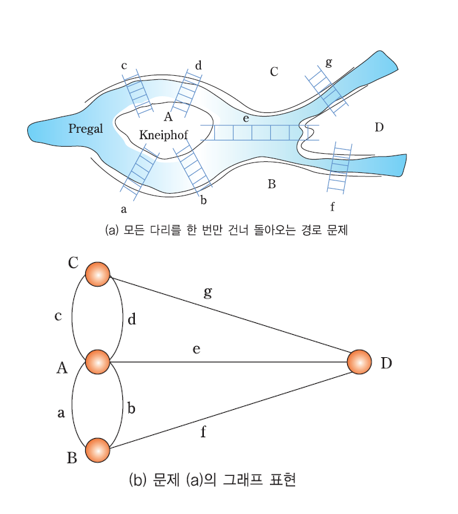 c d C g
A
e
Pregal Kneiphof D
B
a b f
(a) 모든 다리를 한 번만 건너 돌아오는 경로 문제
C
g
c d
e
A D
a b
f
B
(b) 문제 (a)의 그래프 표현